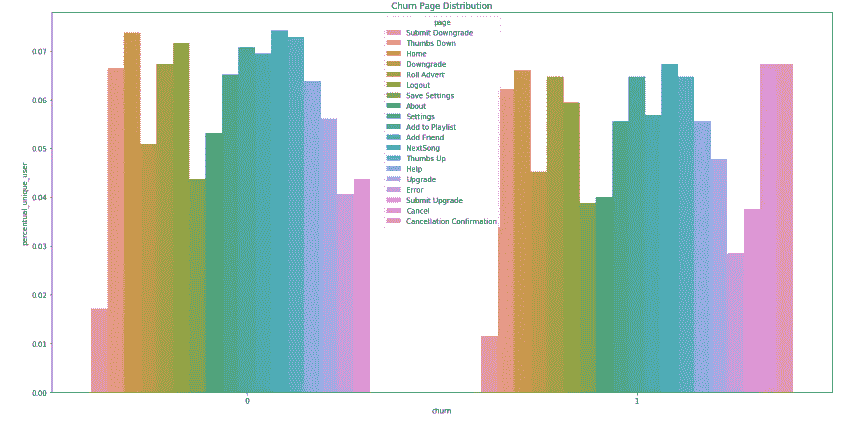 Churn Page Distribution
page
Submit Downgrade
Thumbs Down
Home
Downgrade
Roll Advert
Logout
Save Settings
About
Settings
Add to Playlist
Add Friend
NextSong
Thumbs Up
Help
Upgrade
Error
Submit Upgrade
Cancel
Cancellation Confirmation
percentual_unique_user
0.07
0.06
0.05
0.04
0.03
0.02
0.01
0.00
0
1
churn